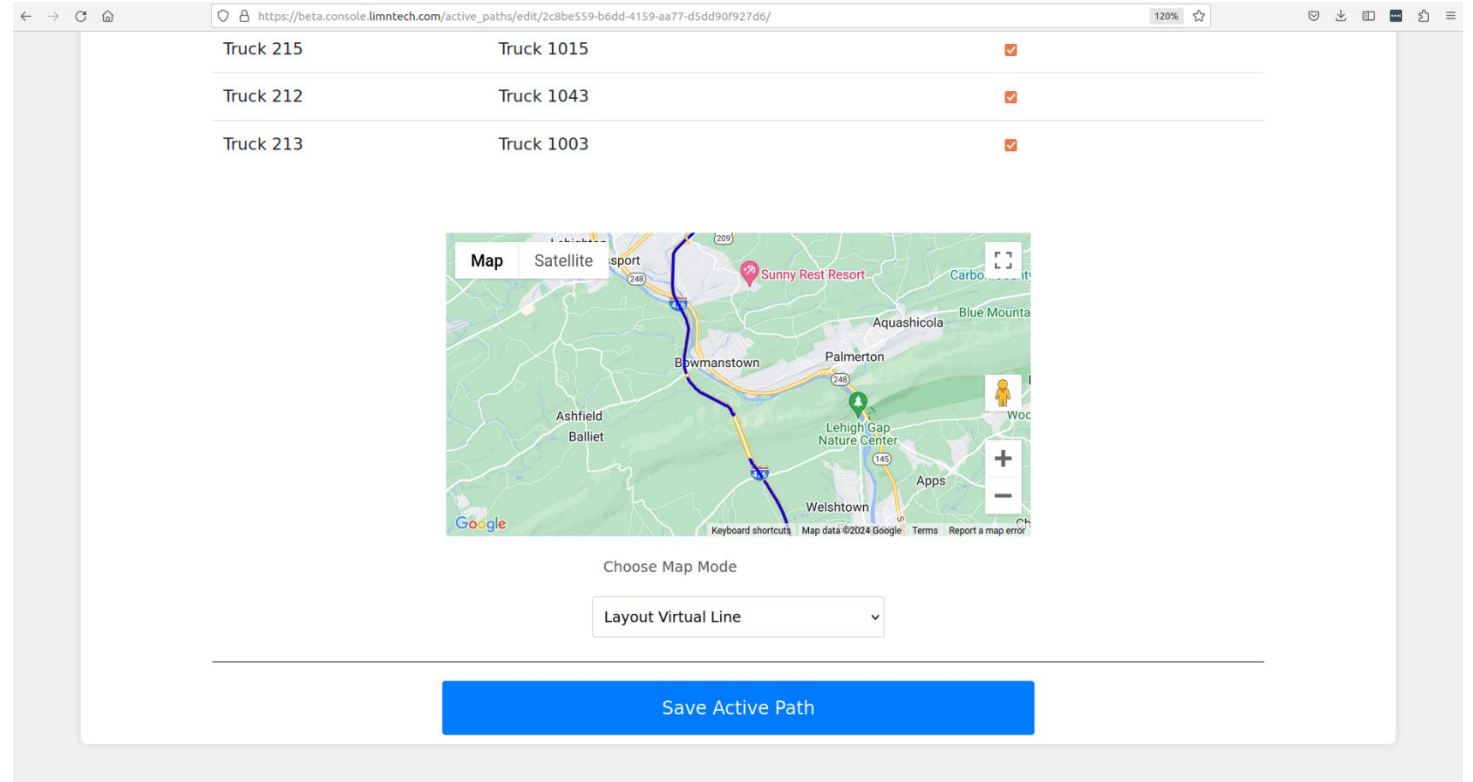 https://beta.console.limntech.com/active_paths/edit/2c8be559-b6dd-4159-aa77-d5dd90f927d6/ 120%
Truck 215 Truck 1015
Truck 212 Truck 1043
Truck 213 Truck 1003
209
Map Satellite
sport
248
Sunny Rest Resort
Blue Mounta
Aquashicola
Bowmanstown
Palmerton
248
Ashfield
Balliet
Lehigh Gap
Nature Center
145
Apps
Welshtown
Google
Keyboard shortcuts Map data ©2024 Google Terms Report a map error
Choose Map Mode
Layout Virtual Line
Save Active Path